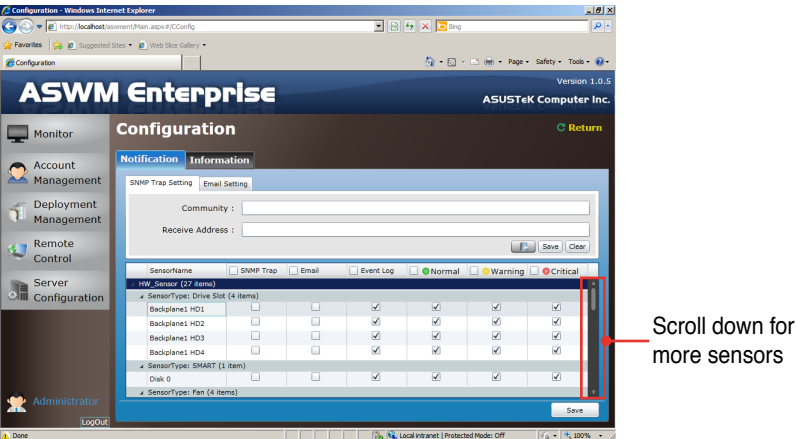 Configuration - Windows Internet Explorer
http://localhost/aswment/Main.aspx#/CConfig
Bing
Favorites Suggested Sites Web Slice Gallery
Configuration
Page Safety Tools
ASWM Enterprise
Version 1.0.5
ASUSTeK Computer Inc.
Monitor
Account Management
Deployment Management
Remote Control
Server Configuration
Administrator
LogOut
Configuration
Return
Notification Information
SNMP Trap Setting Email Setting
Community :
Receive Address :
Save Clear
SensorName SNMP Trap Email Event Log Normal Warning Critical
HW_Sensor (27 items)
SensorType: Drive Slot (4 items)
Backplane1 HD1
Backplane1 HD2
Backplane1 HD3
Backplane1 HD4
SensorType: SMART (1 item)
Disk 0
SensorType: Fan (4 items)
Save
Done
Local intranet | Protected Mode: Off
100%
Scroll down for
more sensors